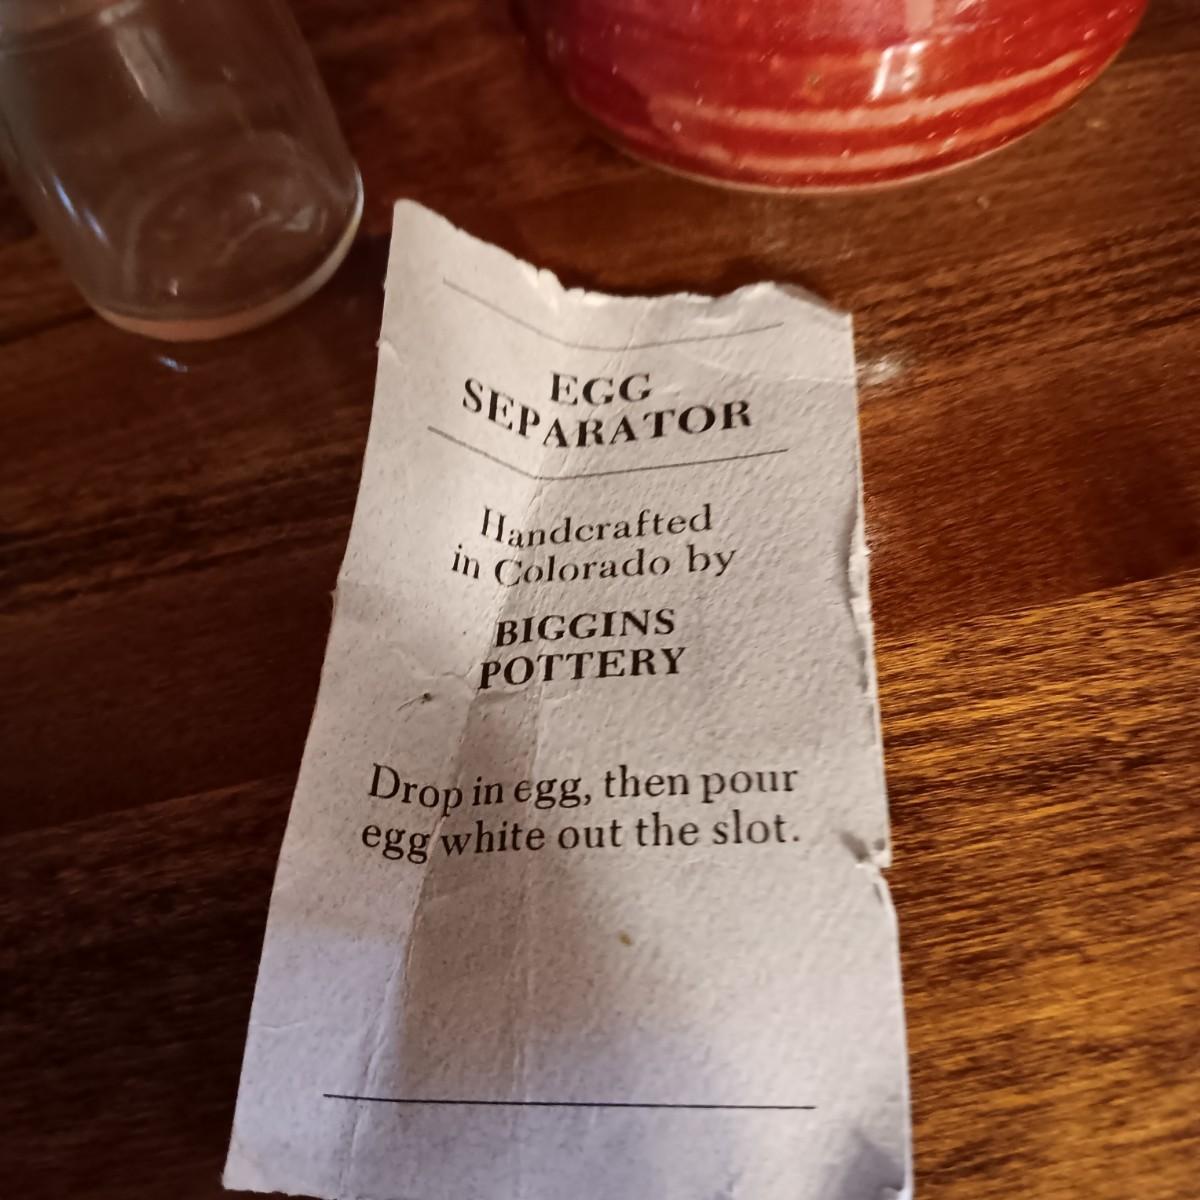 EGG
SEPARATOR
Handcrafted
in Colorado by
BIGGINS
POTTERY
Drop in egg, then pour
egg white out the slot.